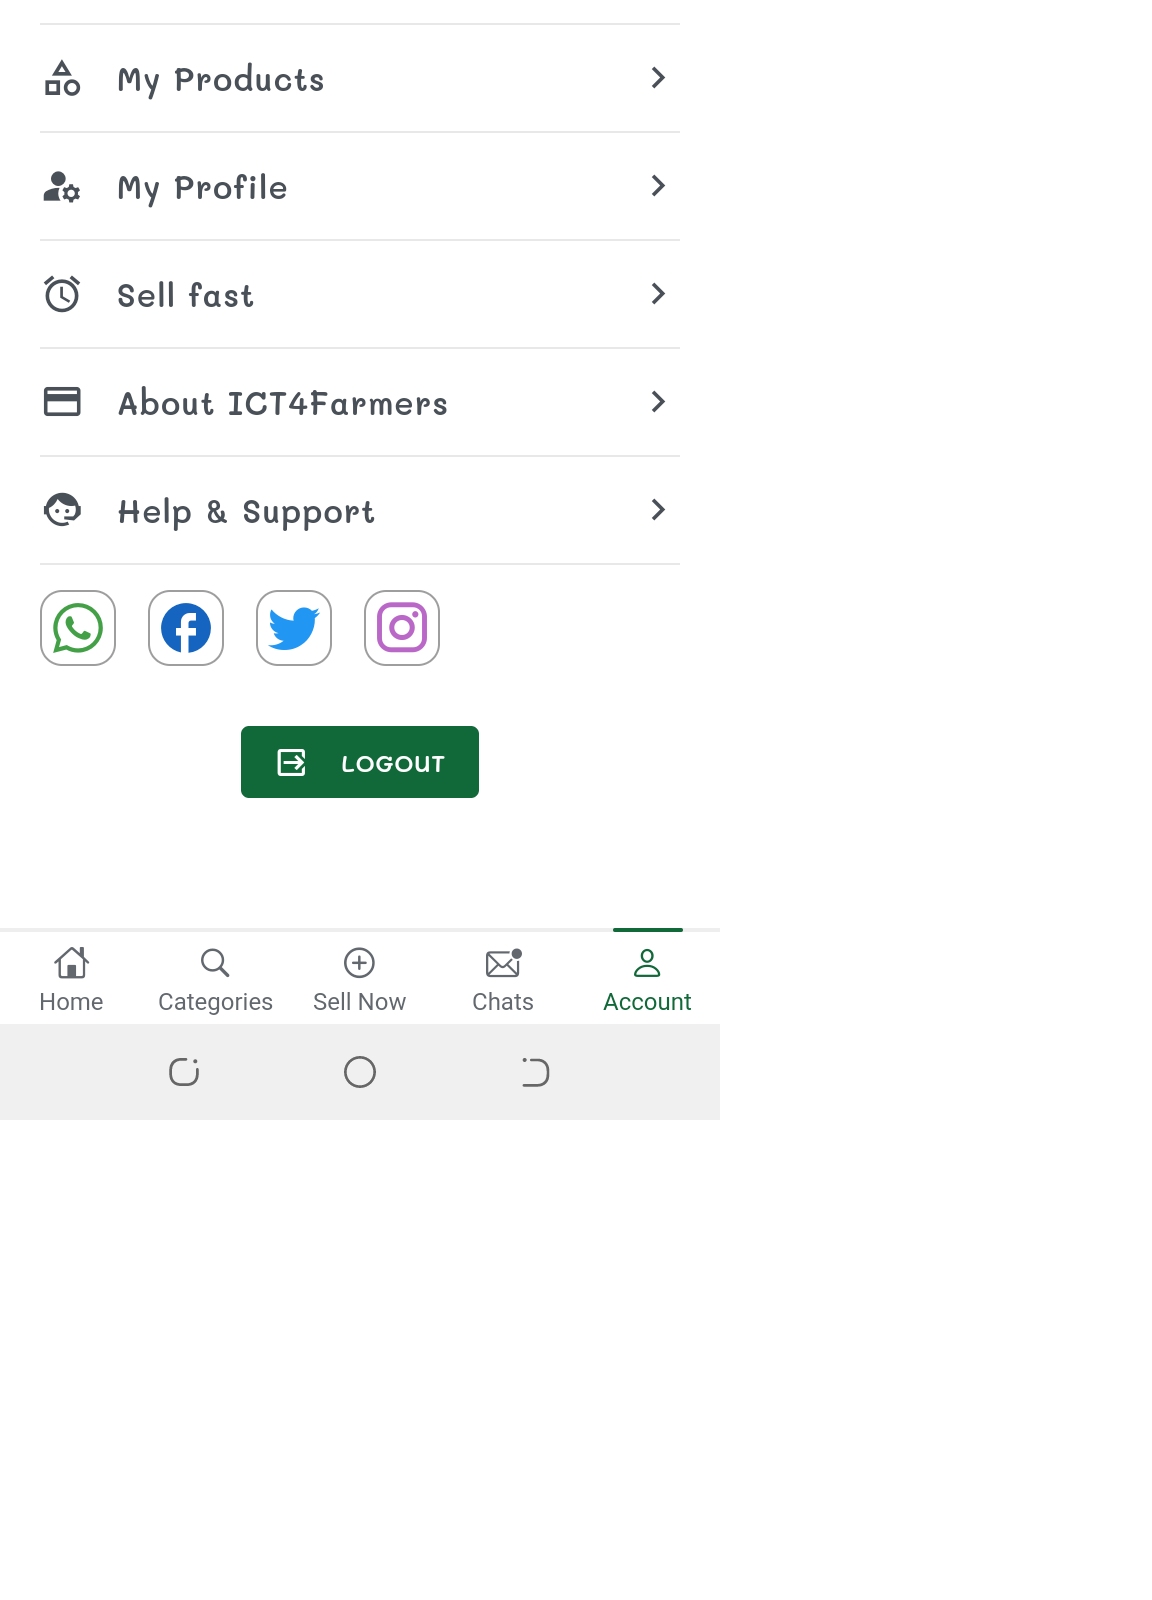 My Products
My Profile
Sell fast
About ICT4Farmers
Help & Support
LOGOUT
Home
Categories
Sell Now
Chats
Account